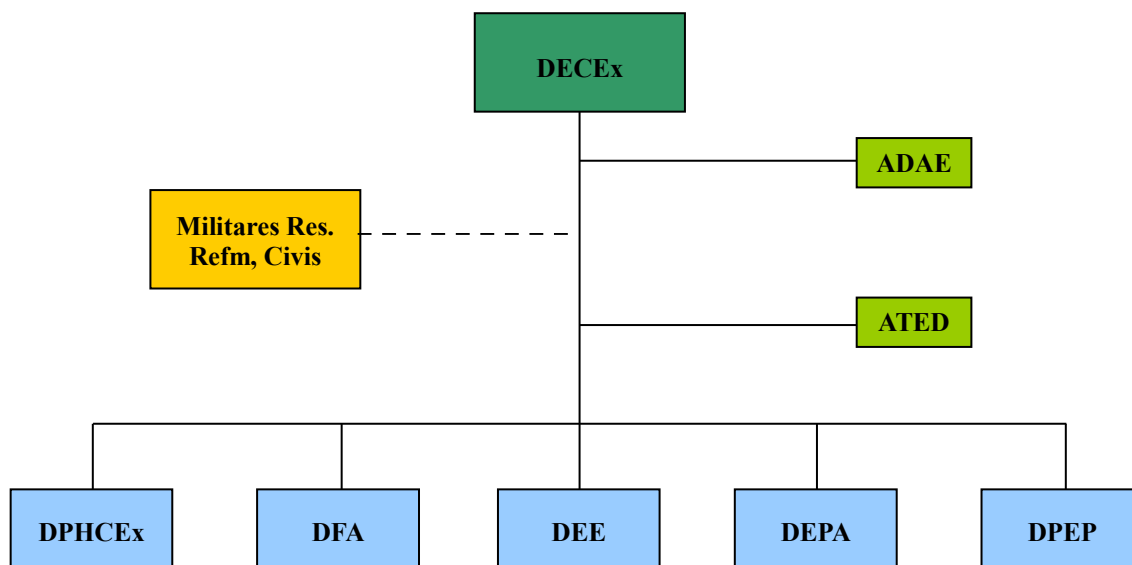 DECEx
ADAE
Militares Res.
Refm, Civis
ATED
DPHCEx
DFA
DEE
DEPA
DPEP